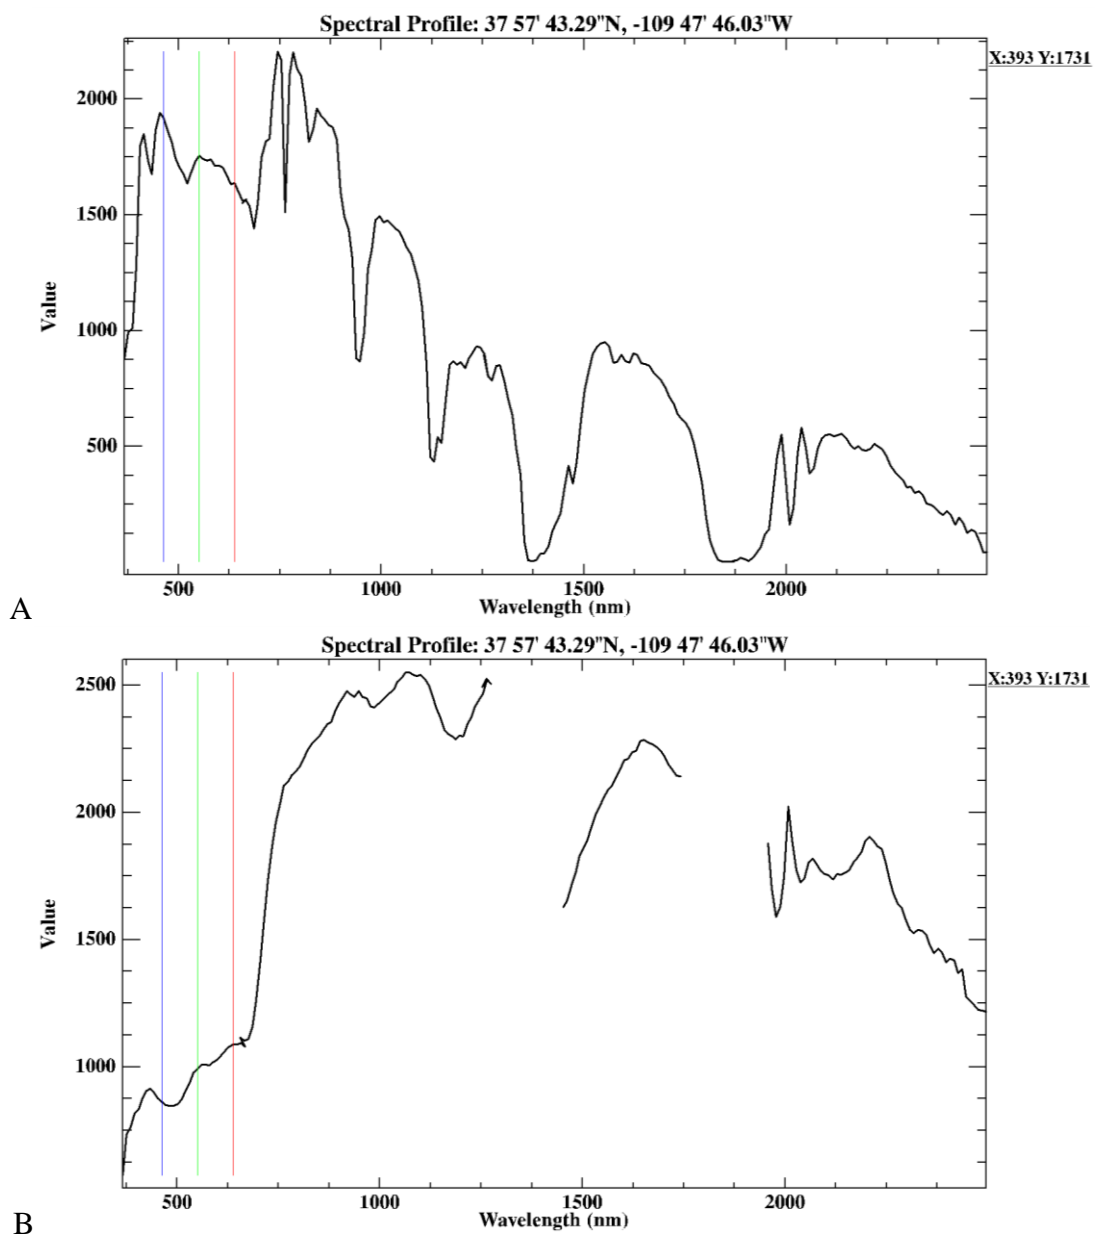 Spectral Profile: 37 57' 43.29"N, -109 47' 46.03"W
X:393 Y:1731
2000
1500
1000
500
Value
500 1000 1500 2000
Wavelength (nm)
A
Spectral Profile: 37 57' 43.29"N, -109 47' 46.03"W
X:393 Y:1731
2500
2000
1500
1000
Value
500 1000 1500 2000
Wavelength (nm)
B